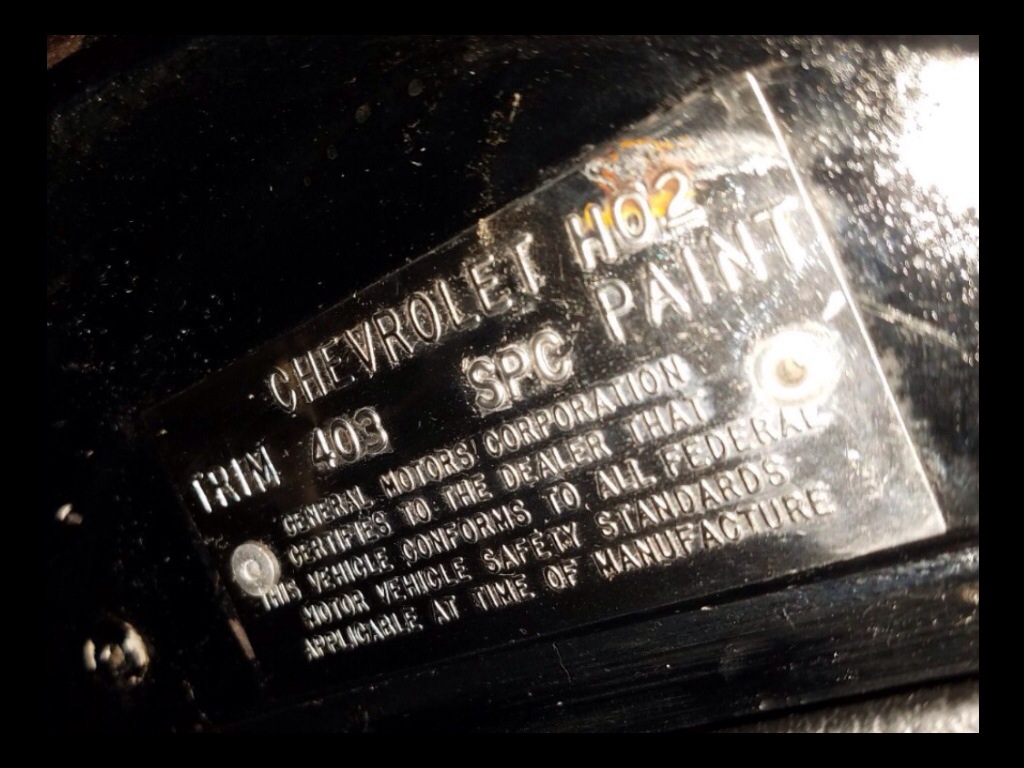 CHEVROLET H02
TRIM 403 SPC PAINT
GENERAL MOTORS CORPORATION
CERTIFIES TO THE DEALER THAT
THIS VEHICLE CONFORMS TO ALL FEDERAL
MOTOR VEHICLE SAFETY STANDARDS
APPLICABLE AT TIME OF MANUFACTURE